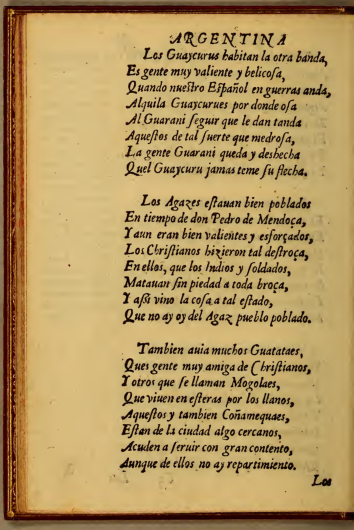 ARGENTINA
Los Guaycurus habitan la otra banda,
Es gente muy valiente y belicoſa,
Quando nueſtro Eſpañol en guerras anda,
Alquila Guaycurues por donde oſa
Al Guarani ſeguir que le dan tanda
Aqueſtos de tal ſuerte que medroſa,
La gente Guarani queda y deshecha
Quel Guaycuru jamas teme ſu flecha.
Los Agazes eſtauan bien poblados
En tiempo de don Pedro de Mendoça,
Y aun eran bien valientes y esforçados,
Los Chriſtianos hizieron tal deſtroça,
En ellos, que los Indios y ſoldados,
Matauan ſin piedad a toda broça,
Y aſsi vino la coſa a tal eſtado,
Que no ay oy del Agaz pueblo poblado.
Tambien auia muchos Guatataes,
Ques gente muy amiga de Chriſtianos,
Y otros que ſe llaman Mogolaes,
Que viuen en eſteras por los llanos,
Aqueſtos y tambien Coñamequaes,
Eſtan de la ciudad algo cercanos,
Acuden a ſeruir con gran contento,
Aunque de ellos no ay repartimiento.
Los